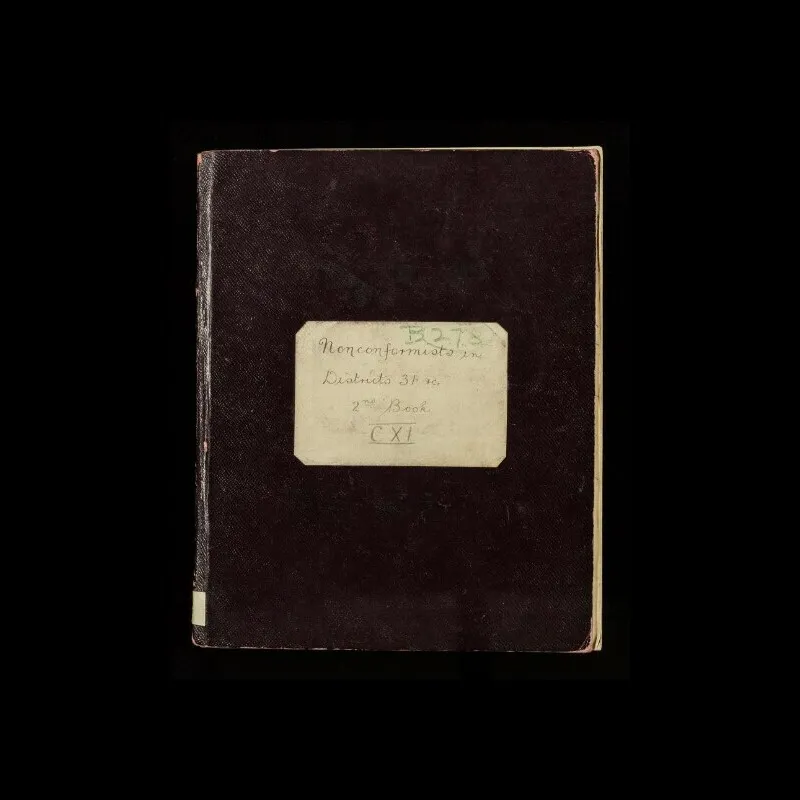 B273
Nonconformists in
Districts 31 &c
2nd Book
CXI